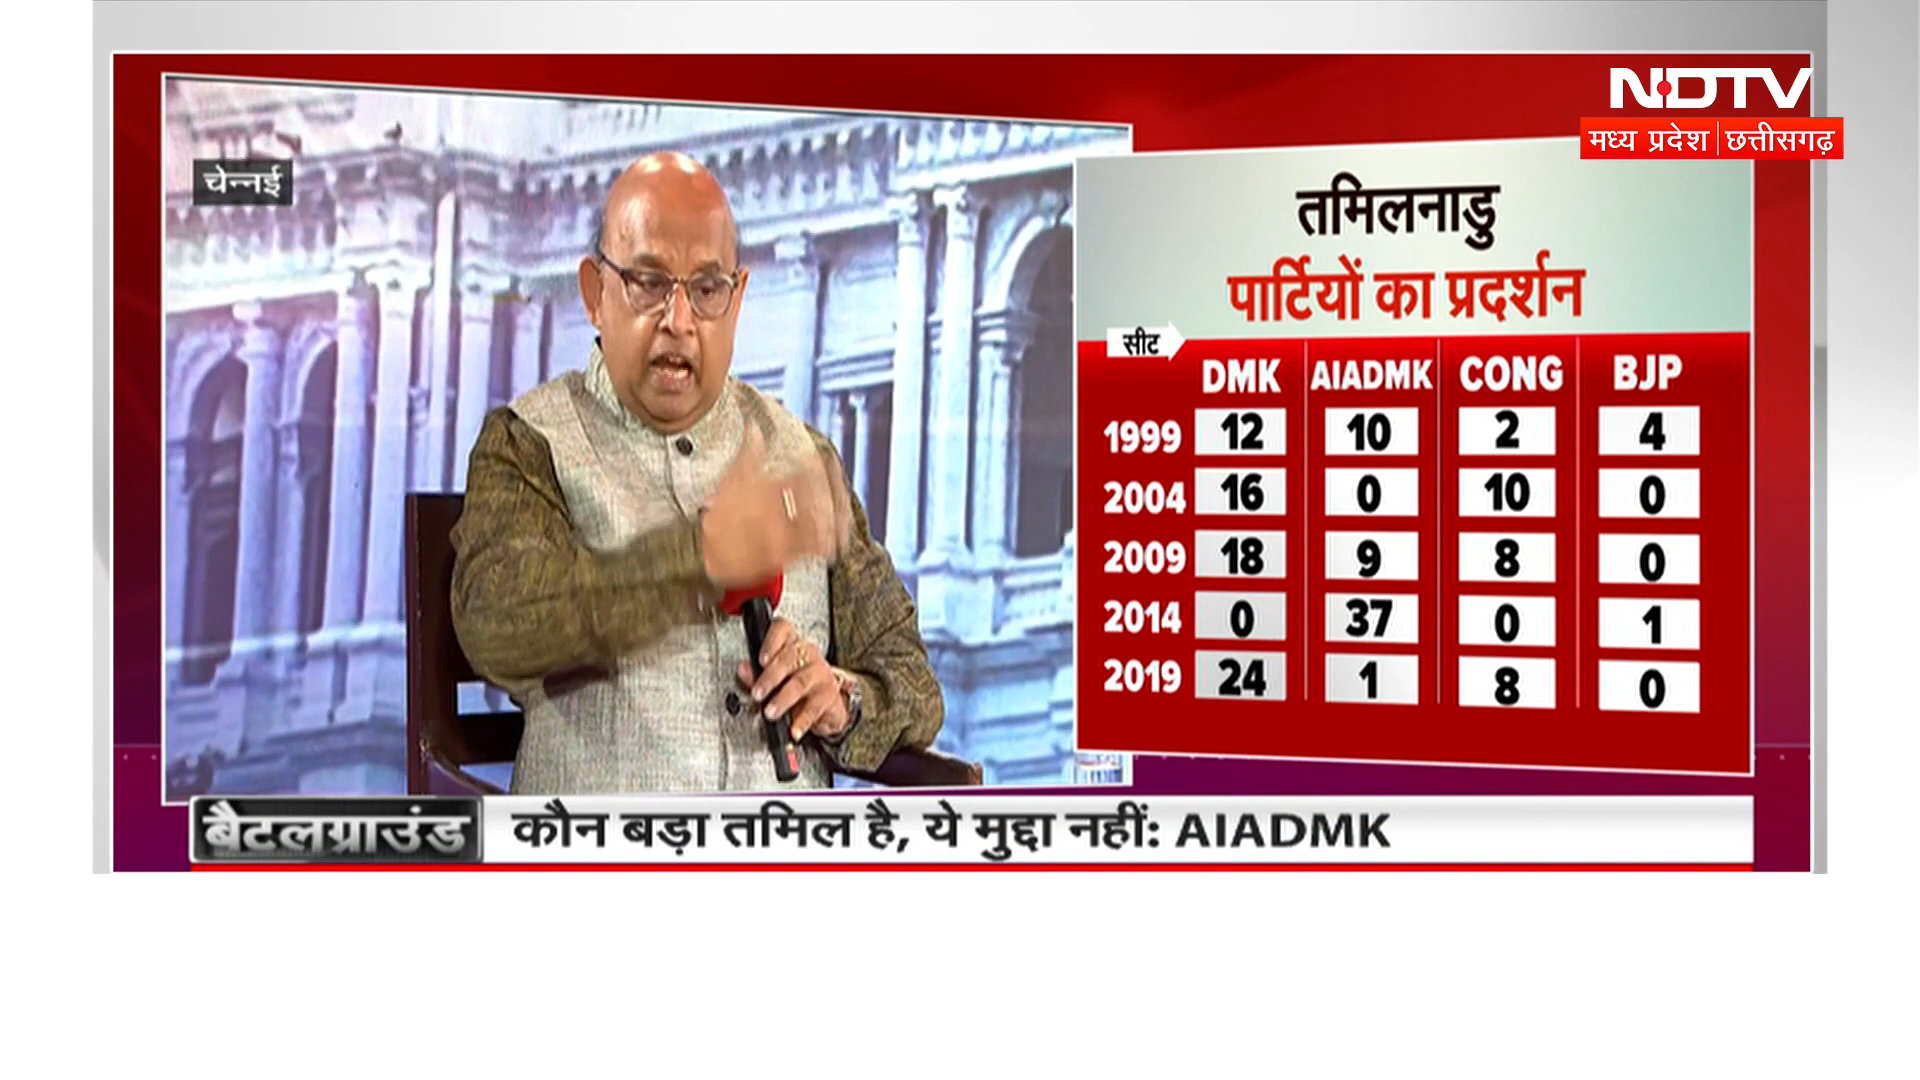 NDTV
मध्य प्रदेश | छत्तीसगढ़
चेन्नई
तमिलनाडु
पार्टियों का प्रदर्शन
सीट
DMK AIADMK CONG BJP
1999 12 10 2 4
2004 16 0 10 0
2009 18 9 8 0
2014 0 37 0 1
2019 24 1 8 0
बैटलग्राउंड कौन बड़ा तमिल है, ये मुद्दा नहीं: AIADMK